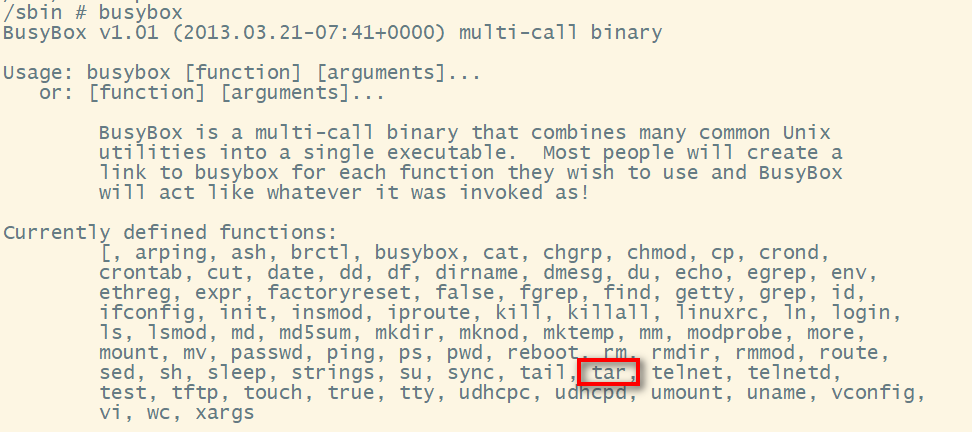 /sbin # busybox
BusyBox v1.01 (2013.03.21-07:41+0000) multi-call binary
Usage: busybox [function] [arguments]...
or: [function] [arguments]...
BusyBox is a multi-call binary that combines many common Unix
utilities into a single executable.  Most people will create a
link to busybox for each function they wish to use and BusyBox
will act like whatever it was invoked as!
Currently defined functions:
[, arping, ash, brctl, busybox, cat, chgrp, chmod, cp, crond,
crontab, cut, date, dd, df, dirname, dmesg, du, echo, egrep, env,
ethreg, expr, factoryreset, false, fgrep, find, getty, grep, id,
ifconfig, init, insmod, iproute, kill, killall, linuxrc, ln, login,
ls, lsmod, md, md5sum, mkdir, mknod, mktemp, mm, modprobe, more,
mount, mv, passwd, ping, ps, pwd, reboot, rm, rmdir, rmmod, route,
sed, sh, sleep, strings, su, sync, tail, tar, telnet, telnetd,
test, tftp, touch, true, tty, udhcpc, udhcpd, umount, uname, vconfig,
vi, wc, xargs